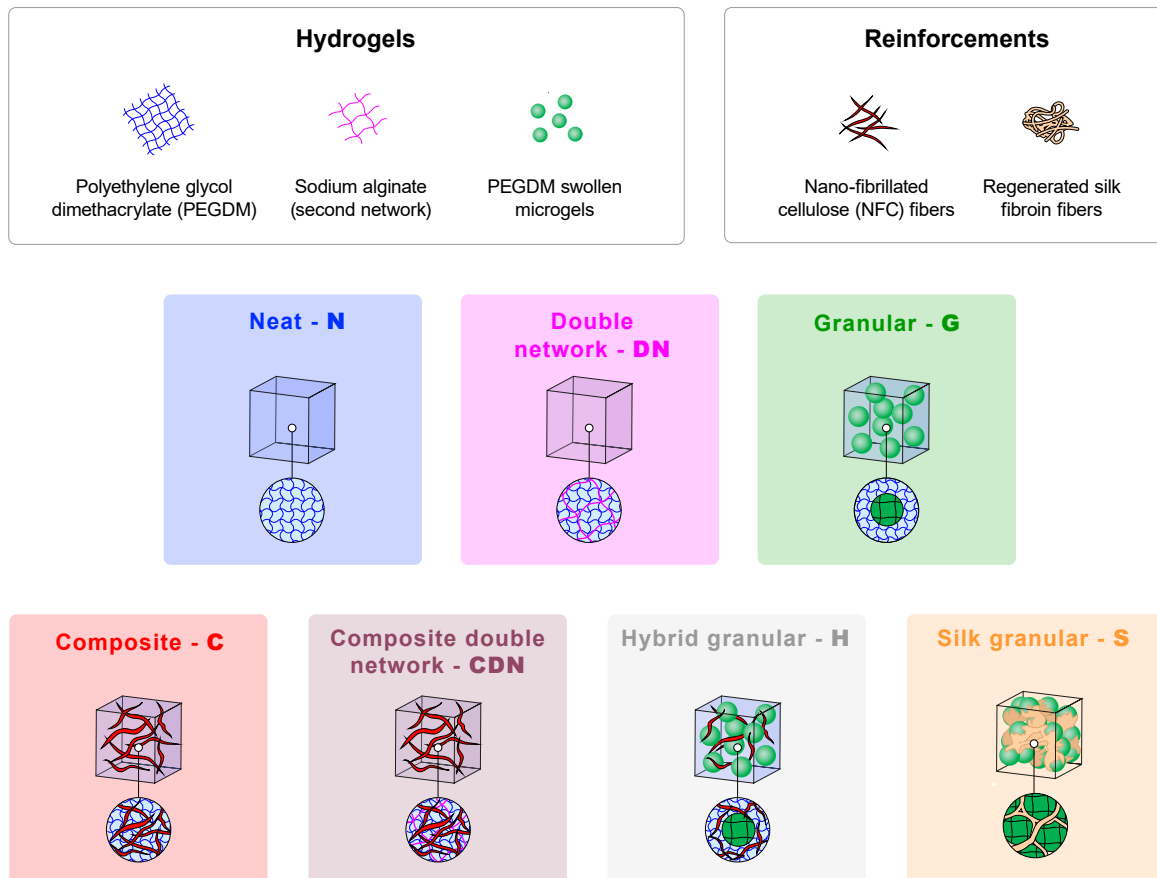 Hydrogels
Polyethylene glycol
dimethacrylate (PEGDM)
Sodium alginate
(second network)
PEGDM swollen
microgels
Reinforcements
Nano-fibrillated
cellulose (NFC) fibers
Regenerated silk
fibroin fibers
Neat - N
Double
network - DN
Granular - G
Composite - C
Composite double
network - CDN
Hybrid granular - H
Silk granular - S